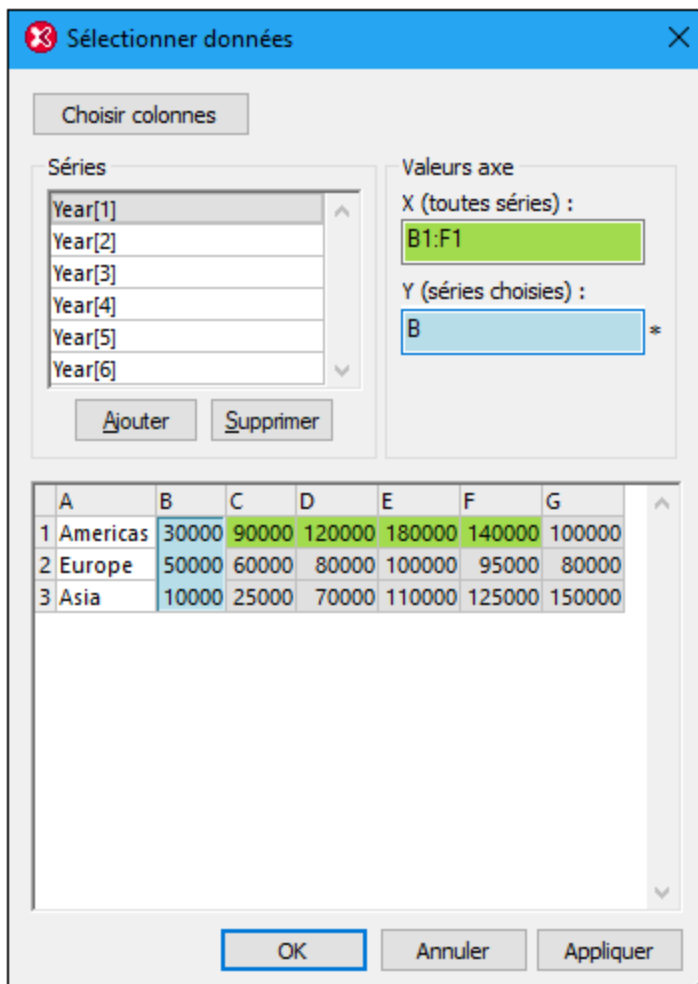 Sélectionner données
Choisir colonnes
Séries
Year[1]
Year[2]
Year[3]
Year[4]
Year[5]
Year[6]
Ajouter Supprimer
Valeurs axe
X (toutes séries) :
B1:F1
Y (séries choisies) :
B *
A B C D E F G
1 Americas 30000 90000 120000 180000 140000 100000
2 Europe 50000 60000 80000 100000 95000 80000
3 Asia 10000 25000 70000 110000 125000 150000
OK Annuler Appliquer